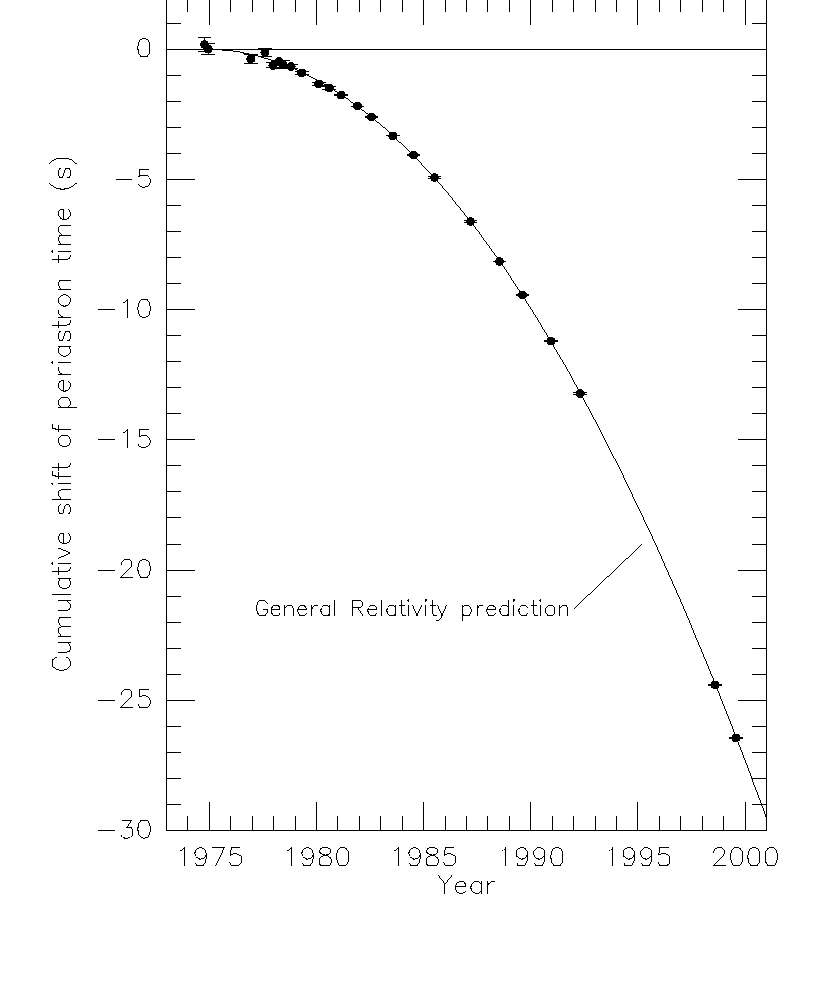 0
−5
−10
−15
−20
−25
−30
Cumulative shift of periastron time (s)
General Relativity prediction
1975 1980 1985 1990 1995 2000
Year